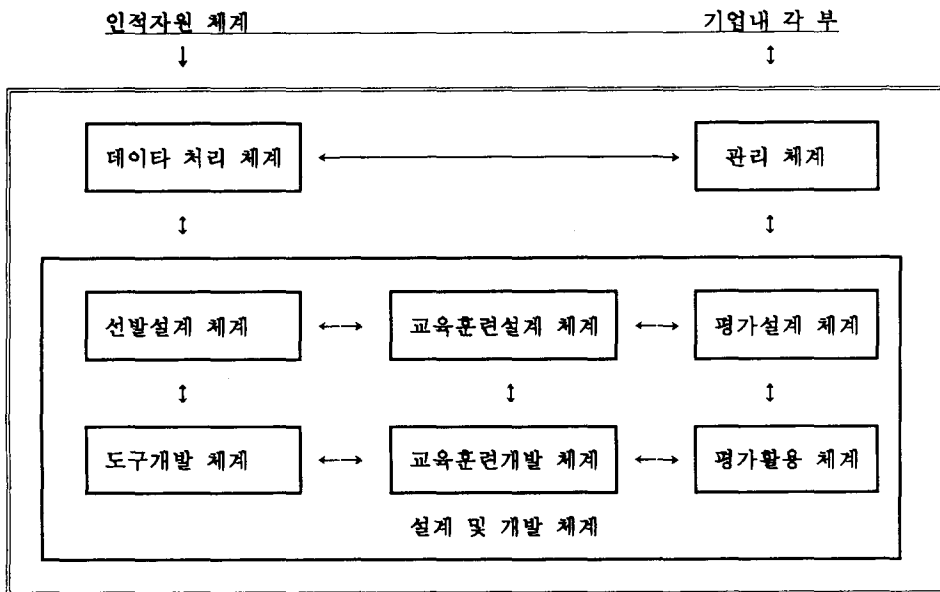 인적자원 체계 기업내 각 부
데이타 처리 체계 관리 체계
선발설계 체계 교육훈련설계 체계 평가설계 체계
도구개발 체계 교육훈련개발 체계 평가활용 체계
설계 및 개발 체계